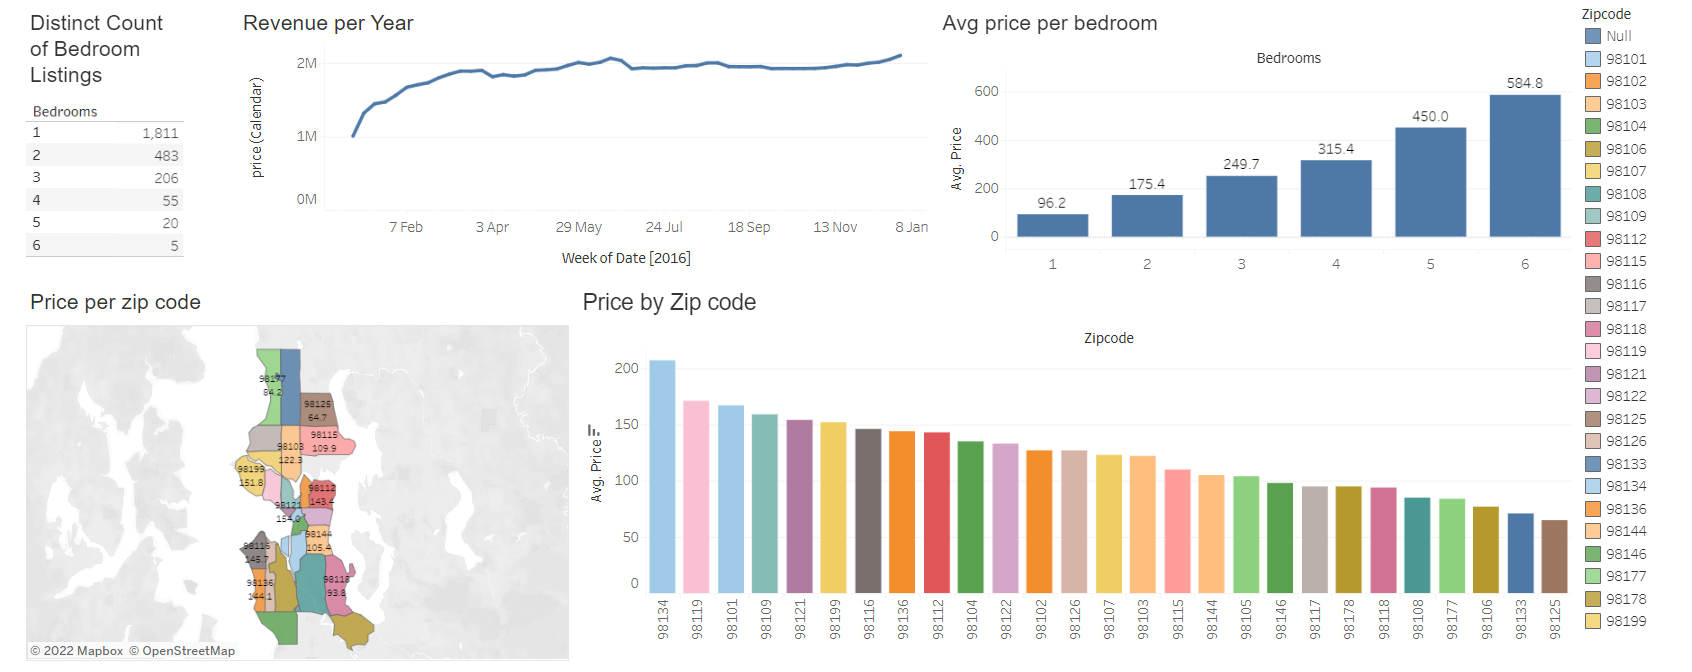 Distinct Count
of Bedroom
Listings
Bedrooms
1 1,811
2 483
3 206
4 55
5 20
6 5
Revenue per Year
price (Calendar)
2M
1M
0M
7 Feb 3 Apr 29 May 24 Jul 18 Sep 13 Nov 8 Jan
Week of Date [2016]
Avg price per bedroom
Bedrooms
Avg. Price
600
400
200
0
96.2 175.4 249.7 315.4 450.0 584.8
1 2 3 4 5 6
Price per zip code
98177
84.2
98125
64.7
98115
109.9
98103
122.3
98199
151.8
98112
143.4
98121
154.0
98144
105.4
98116
145.7
98136
144.1
98118
93.8
© 2022 Mapbox © OpenStreetMap
Price by Zip code
Zipcode
Avg. Price
200
150
100
50
0
98134 98119 98101 98109 98121 98199 98116 98136 98112 98104 98122 98102 98126 98107 98103 98115 98144 98105 98146 98117 98178 98118 98108 98177 98106 98133 98125
Zipcode
Null
98101
98102
98103
98104
98106
98107
98108
98109
98112
98115
98116
98117
98118
98119
98121
98122
98125
98126
98133
98134
98136
98144
98146
98177
98178
98199